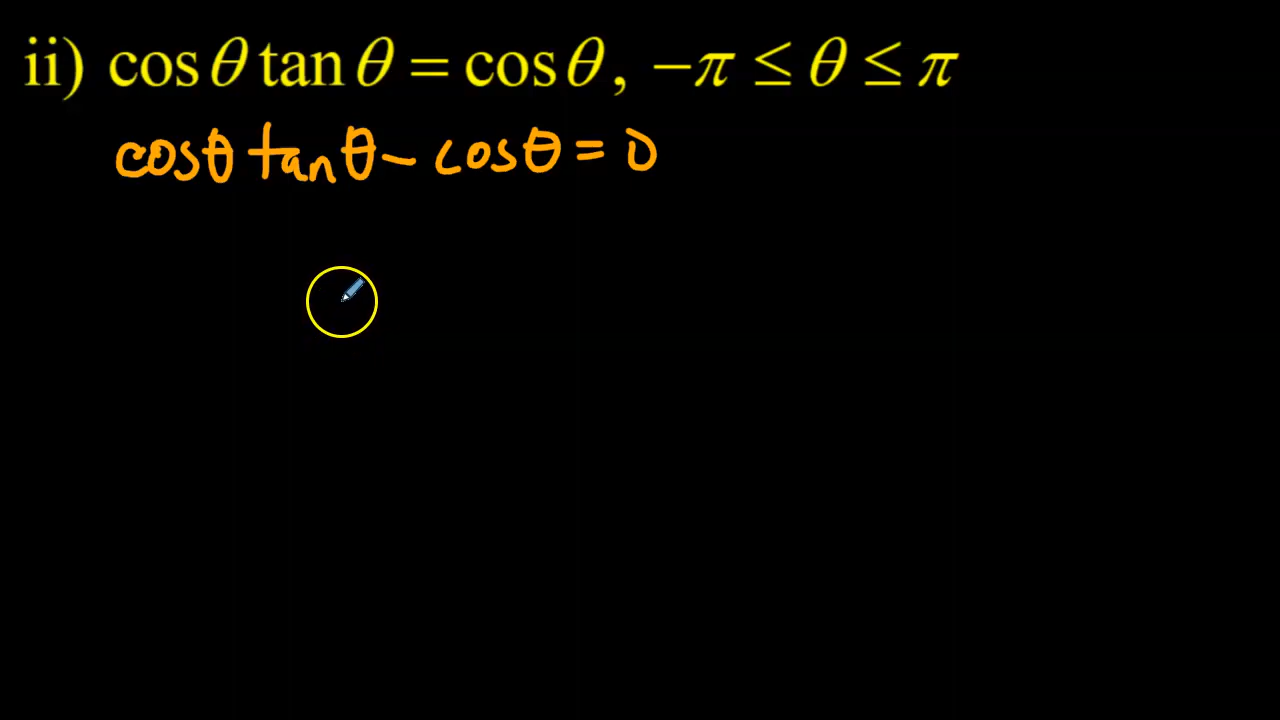 ii) cos θ tan θ = cos θ, −π ≤ θ ≤ π
cosθ tanθ − cosθ = 0